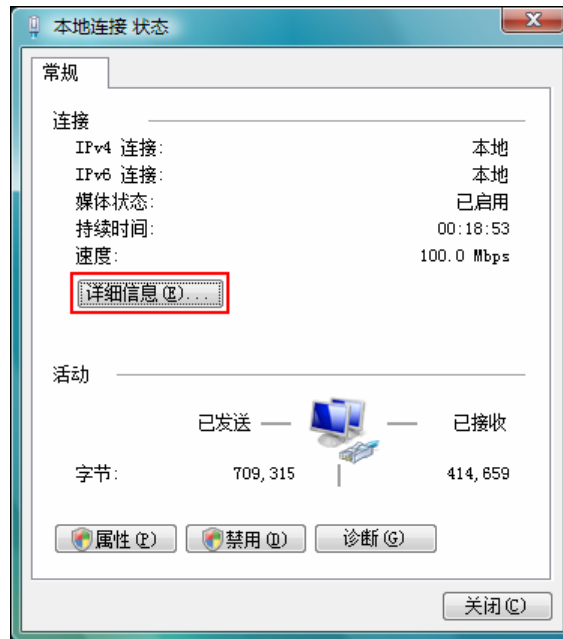 本地连接 状态
常规
连接
IPv4 连接: 本地
IPv6 连接: 本地
媒体状态: 已启用
持续时间: 00:18:53
速度: 100.0 Mbps
详细信息(E)...
活动
已发送 — — 已接收
字节: 709,315 | 414,659
属性(P) 禁用(D) 诊断(G)
关闭(C)